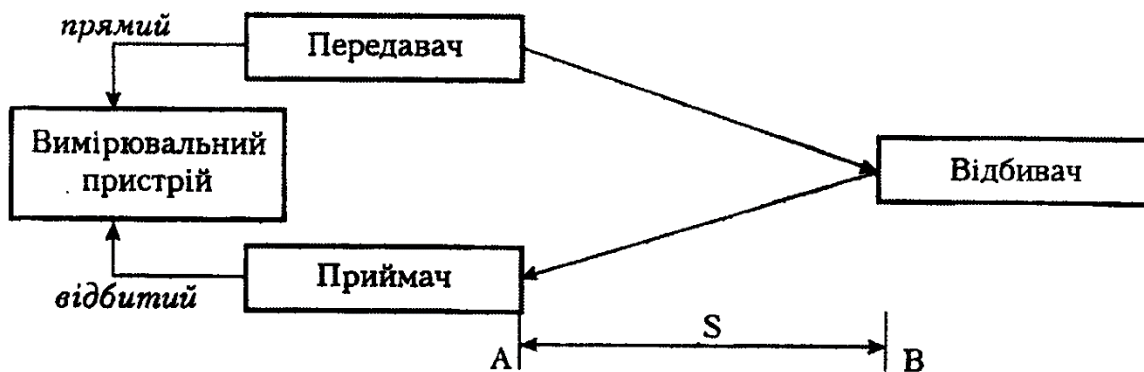 прямий
Передавач
Вимірювальний
пристрій
Відбивач
Приймач
відбитий
S
A
B